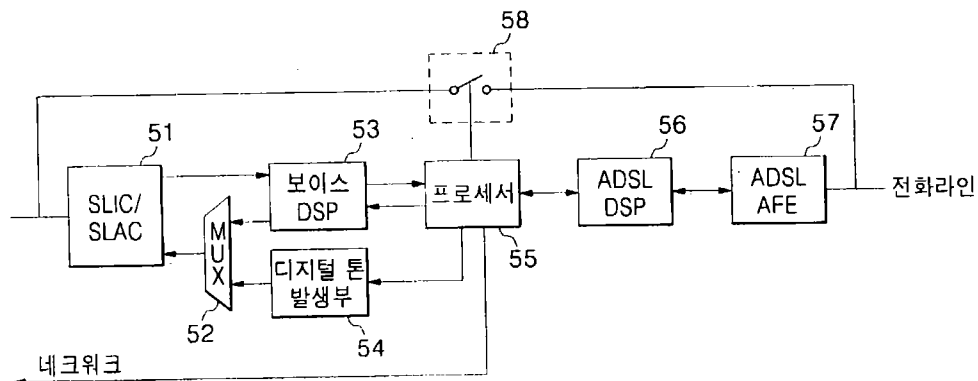 58
51
53
56
57
SLIC/
SLAC
보이스
DSP
프로세서
ADSL
DSP
ADSL
AFE
전화라인
MUX
디지털 톤
발생부
55
52
54
네크워크